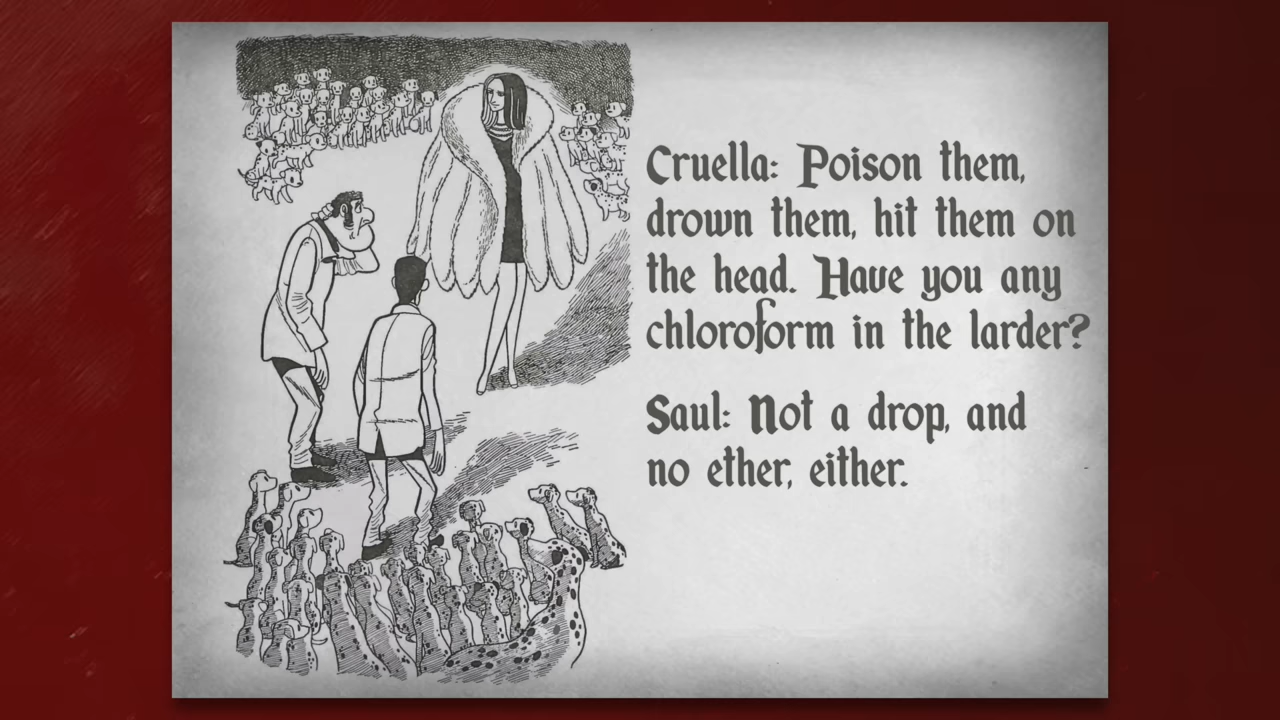 Cruella: Poison them,
drown them, hit them on
the head. Have you any
chloroform in the larder?
Saul: Not a drop, and
no ether, either.